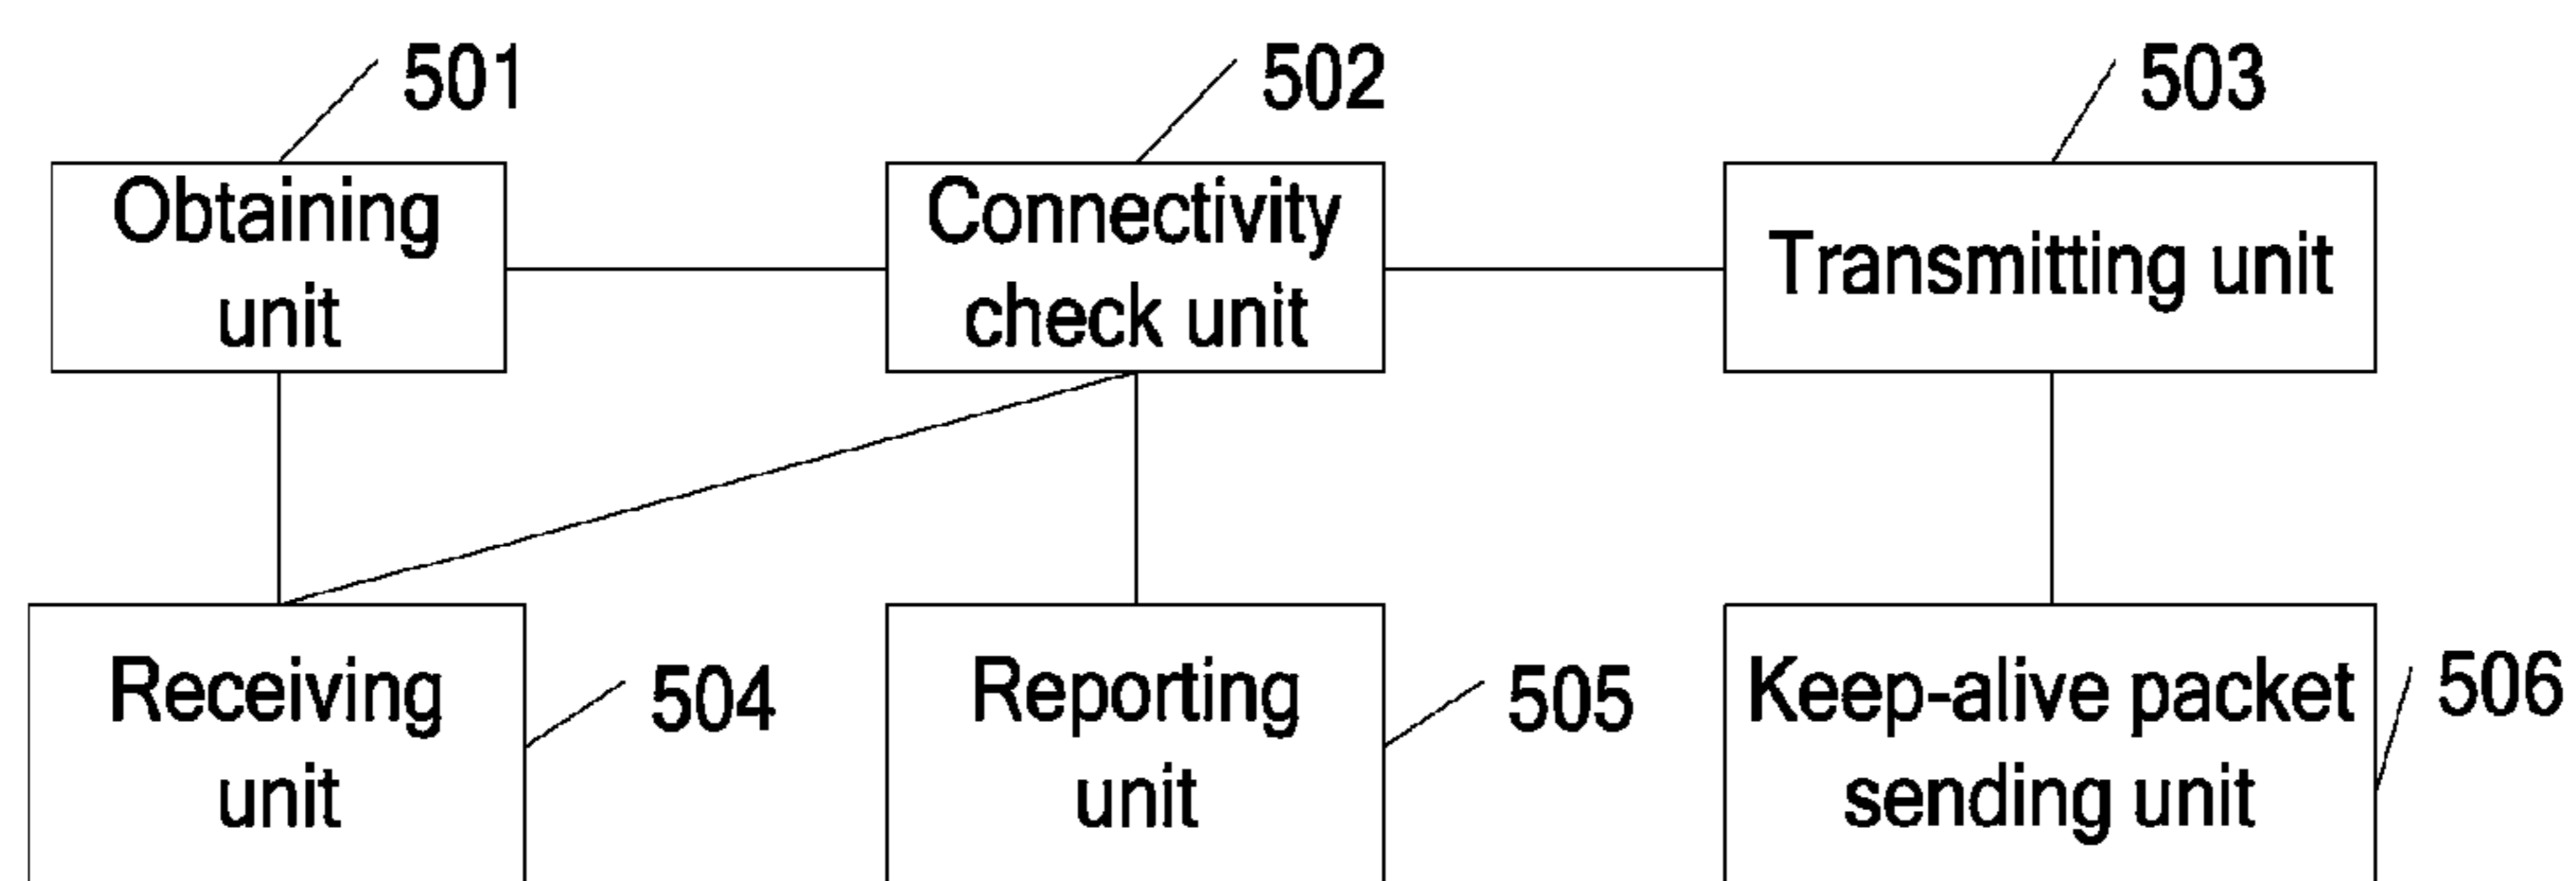 501
502
503
Obtaining
unit
Connectivity
check unit
Transmitting unit
Receiving
unit
504
Reporting
unit
505
Keep-alive packet
sending unit
506